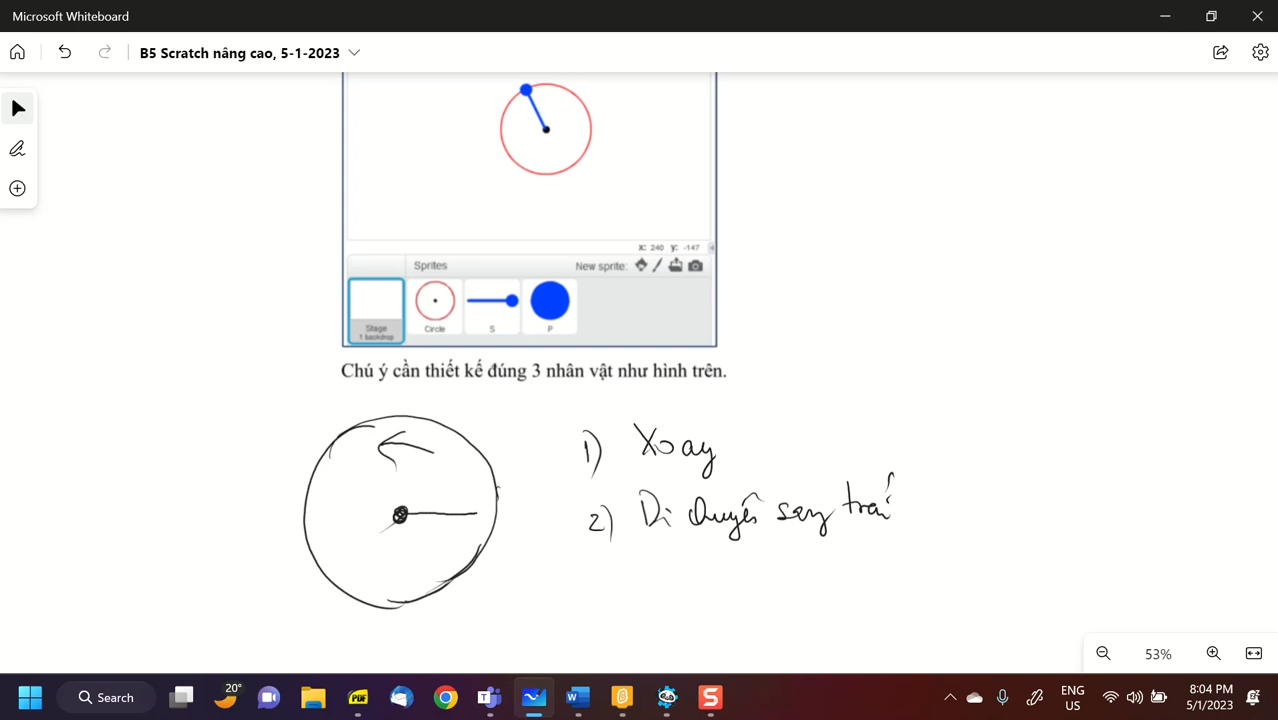 Microsoft Whiteboard
B5 Scratch nâng cao, 5-1-2023
x: 240 y: -147
Sprites
New sprite:
Stage
1 backdrop
Circle
S
P
Chú ý cần thiết kế đúng 3 nhân vật như hình trên.
1) Xoay
2) Di chuyển sang trái
53%
20°
Search
PDF
ENG
US
8:04 PM
5/1/2023